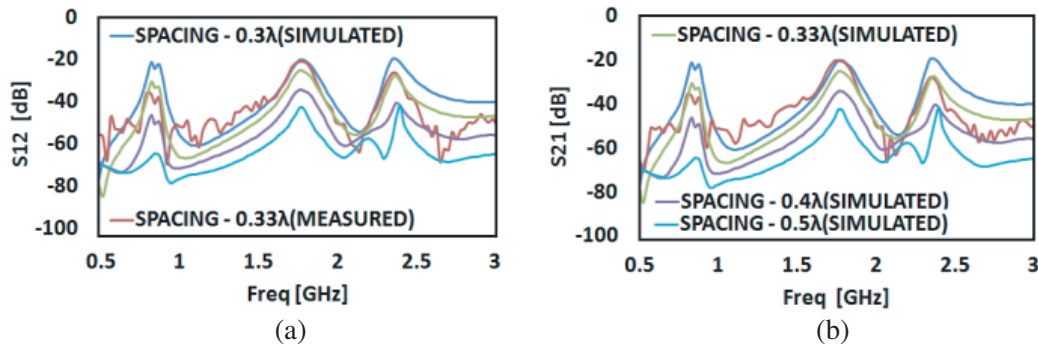 0
-20
-40
-60
-80
-100
S12 [dB]
SPACING - 0.3λ(SIMULATED)
SPACING - 0.33λ(MEASURED)
0.5 1 1.5 2 2.5 3
Freq [GHz]
(a)
0
-20
-40
-60
-80
-100
S21 [dB]
SPACING - 0.33λ(SIMULATED)
SPACING - 0.4λ(SIMULATED)
SPACING - 0.5λ(SIMULATED)
0.5 1 1.5 2 2.5 3
Freq [GHz]
(b)